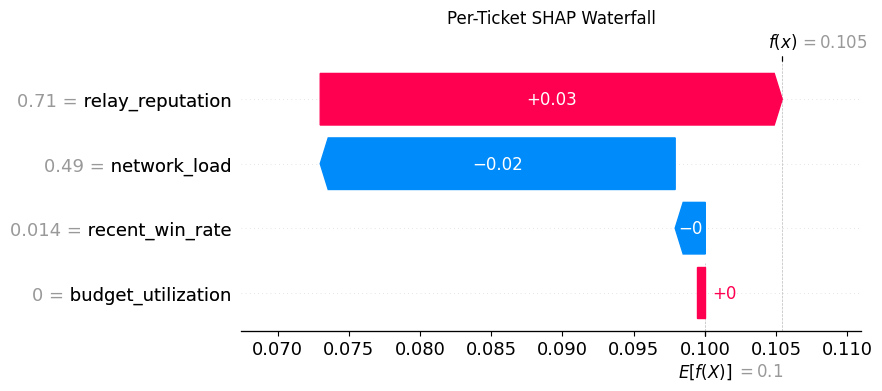 Per-Ticket SHAP Waterfall
f(x) = 0.105
0.71 = relay_reputation
+0.03
0.49 = network_load
−0.02
0.014 = recent_win_rate
−0
0 = budget_utilization
+0
0.070 0.075 0.080 0.085 0.090 0.095 0.100 0.105 0.110
E[f(X)] = 0.1